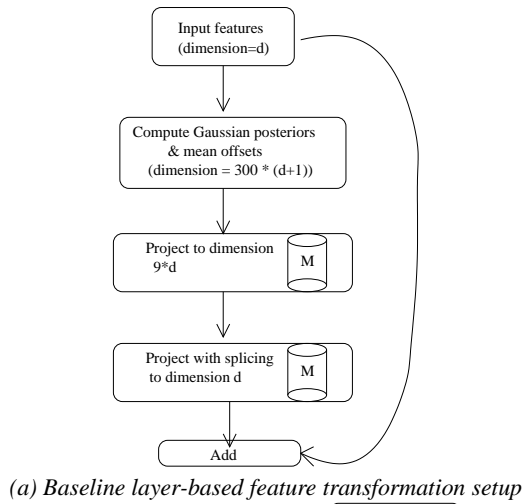 Input features
(dimension=d)
Compute Gaussian posteriors
& mean offsets
(dimension = 300 * (d+1))
Project to dimension
9*d
M
Project with splicing
to dimension d
M
Add
(a) Baseline layer-based feature transformation setup